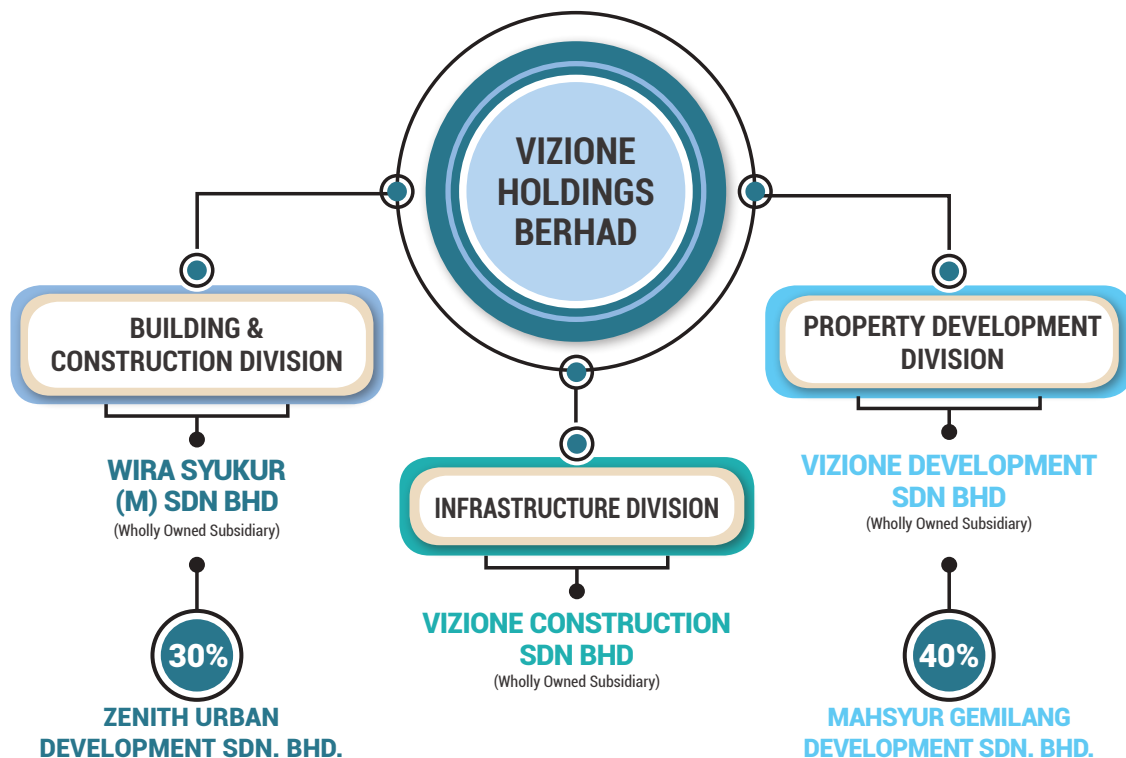 VIZIONE
HOLDINGS
BERHAD
BUILDING &
CONSTRUCTION DIVISION
WIRA SYUKUR
(M) SDN BHD
(Wholly Owned Subsidiary)
30%
ZENITH URBAN
DEVELOPMENT SDN. BHD.
INFRASTRUCTURE DIVISION
VIZIONE CONSTRUCTION
SDN BHD
(Wholly Owned Subsidiary)
PROPERTY DEVELOPMENT
DIVISION
VIZIONE DEVELOPMENT
SDN BHD
(Wholly Owned Subsidiary)
40%
MAHSYUR GEMILANG
DEVELOPMENT SDN. BHD.